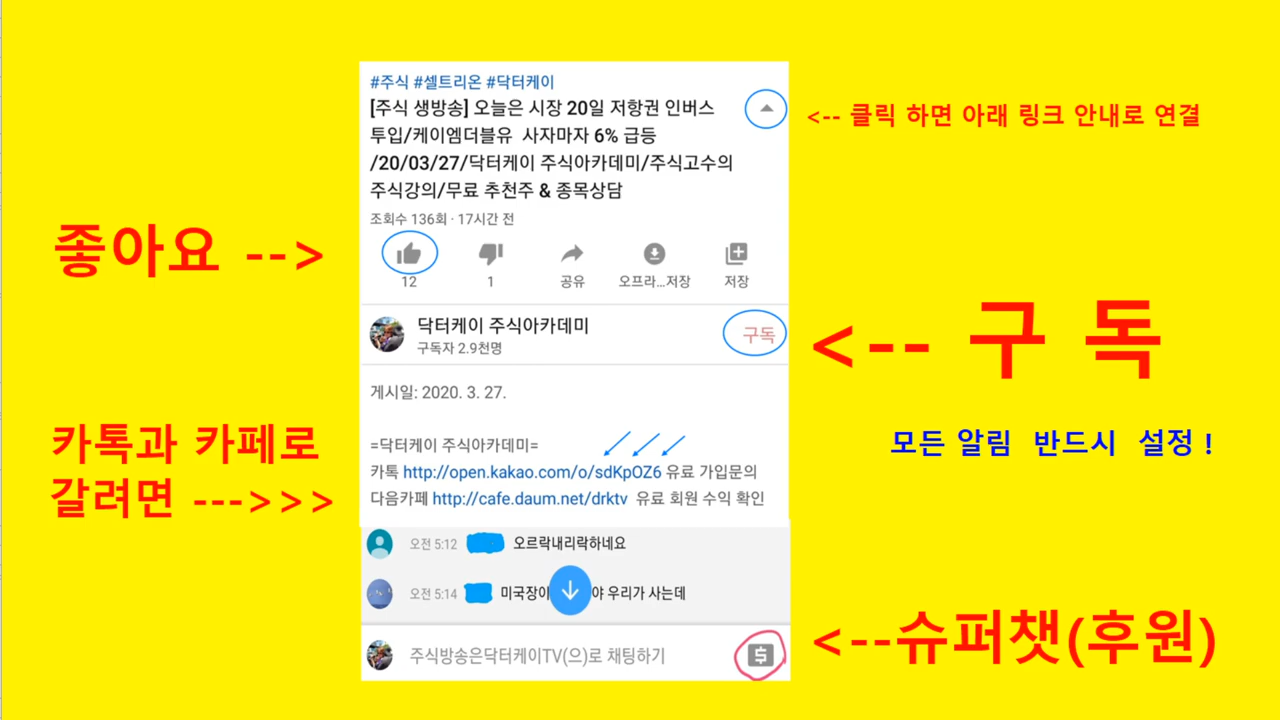 #주식 #셀트리온 #닥터케이
[주식 생방송] 오늘은 시장 20일 저항권 인버스
투입/케이엠더블유 사자마자 6% 급등
/20/03/27/닥터케이 주식아카데미/주식고수의
주식강의/무료 추천주 & 종목상담
조회수 136회 · 17시간 전
<-- 클릭 하면 아래 링크 안내로 연결
좋아요 -->
12
1
공유
오프라...저장
저장
닥터케이 주식아카데미
구독자 2.9천명
구독
<-- 구 독
모든 알림 반드시 설정 !
게시일: 2020. 3. 27.
카톡과 카페로
갈려면 --->>>
=닥터케이 주식아카데미=
카톡 http://open.kakao.com/o/sdKpOZ6 유료 가입문의
다음카페 http://cafe.daum.net/drktv 유료 회원 수익 확인
오전 5:12 오르락내리락하네요
오전 5:14 미국장이 야 우리가 사는데
주식방송은닥터케이TV(으)로 채팅하기
<--슈퍼챗(후원)